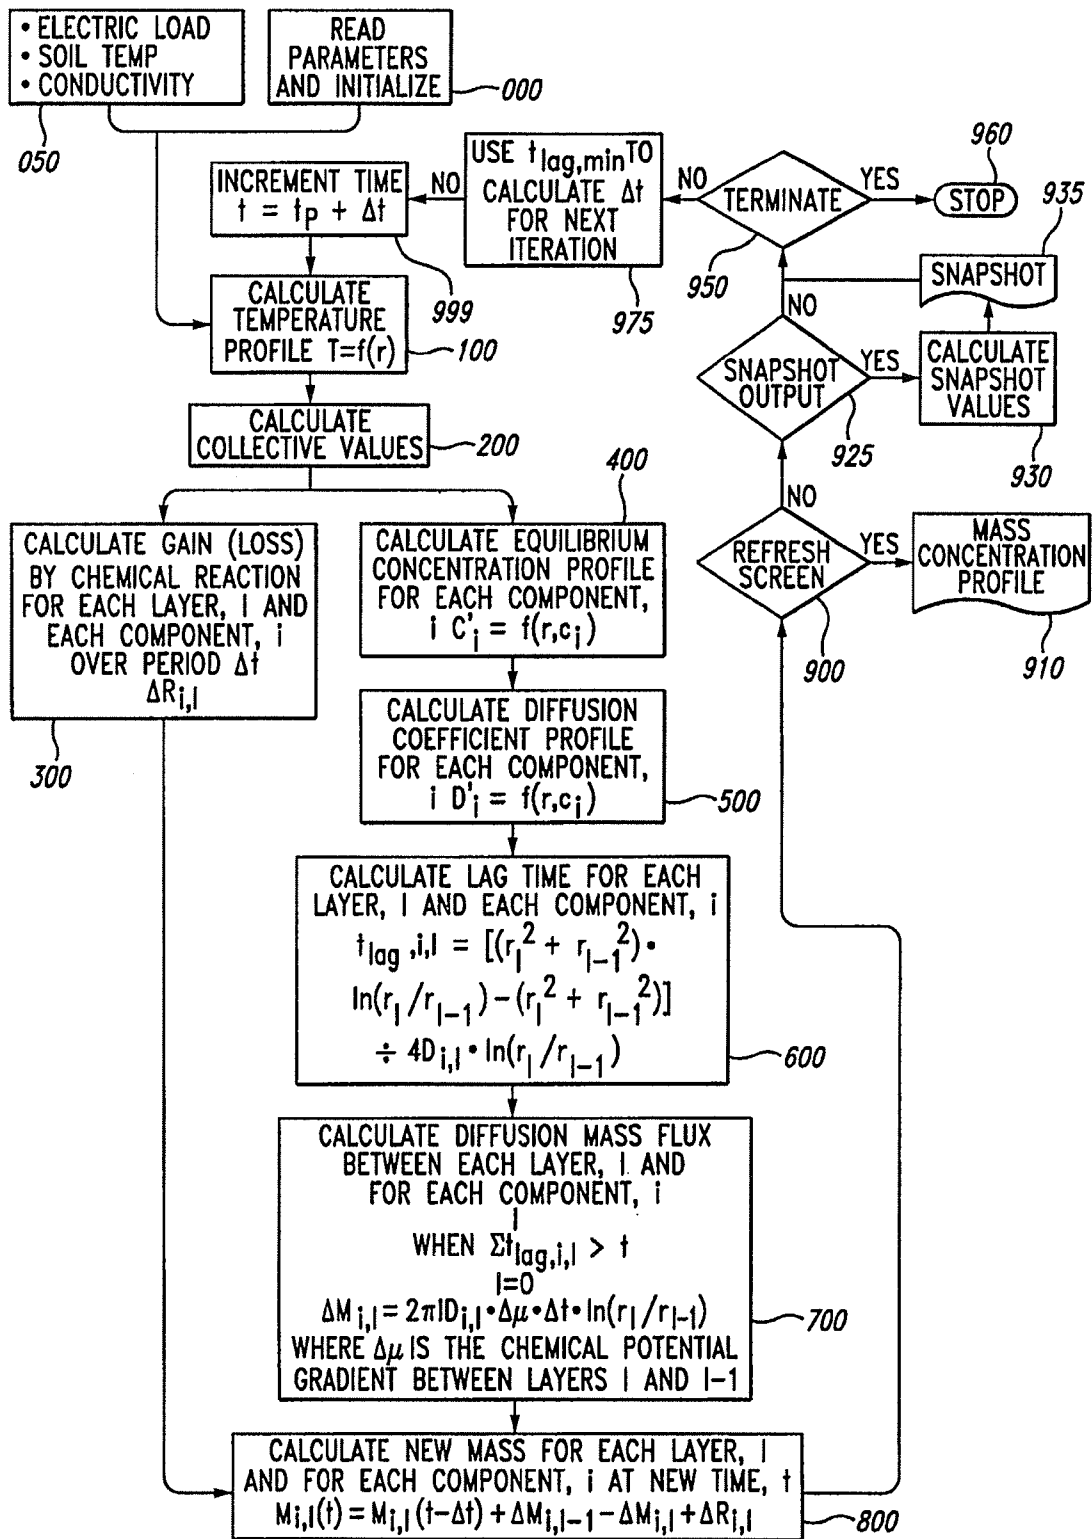 • ELECTRIC LOAD
• SOIL TEMP
• CONDUCTIVITY
050
READ
PARAMETERS
AND INITIALIZE
000
INCREMENT TIME
t = tp + Δt
999
NO
USE tlag,min TO
CALCULATE Δt
FOR NEXT
ITERATION
975
NO
TERMINATE
950
YES
960
STOP
935
SNAPSHOT
NO
CALCULATE
TEMPERATURE
PROFILE T=f(r)
100
SNAPSHOT
OUTPUT
925
YES
CALCULATE
SNAPSHOT
VALUES
930
CALCULATE
COLLECTIVE VALUES
200
NO
CALCULATE GAIN (LOSS)
BY CHEMICAL REACTION
FOR EACH LAYER, l AND
EACH COMPONENT, i
OVER PERIOD Δt
ΔRi,l
300
400
CALCULATE EQUILIBRIUM
CONCENTRATION PROFILE
FOR EACH COMPONENT,
i C'i = f(r,ci)
REFRESH
SCREEN
900
YES
MASS
CONCENTRATION
PROFILE
910
CALCULATE DIFFUSION
COEFFICIENT PROFILE
FOR EACH COMPONENT,
i D'i = f(r,ci)
500
CALCULATE LAG TIME FOR EACH
LAYER, l AND EACH COMPONENT, i
tlag ,i,l = [(rl² + rl-1²)•
ln(rl/rl-1)-(rl² + rl-1²)]
÷ 4Di,l•ln(rl/rl-1)
600
CALCULATE DIFFUSION MASS FLUX
BETWEEN EACH LAYER, l AND
FOR EACH COMPONENT, i
l
WHEN Σtlag,i,l > t
l=0
ΔMi,l = 2πlDi,l•Δμ•Δt•ln(rl/rl-1)
WHERE Δμ IS THE CHEMICAL POTENTIAL
GRADIENT BETWEEN LAYERS l AND l-1
700
CALCULATE NEW MASS FOR EACH LAYER, l
AND FOR EACH COMPONENT, i AT NEW TIME, t
Mi,l(t) = Mi,l(t-Δt) + ΔMi,l-1 - ΔMi,l + ΔRi,l
800